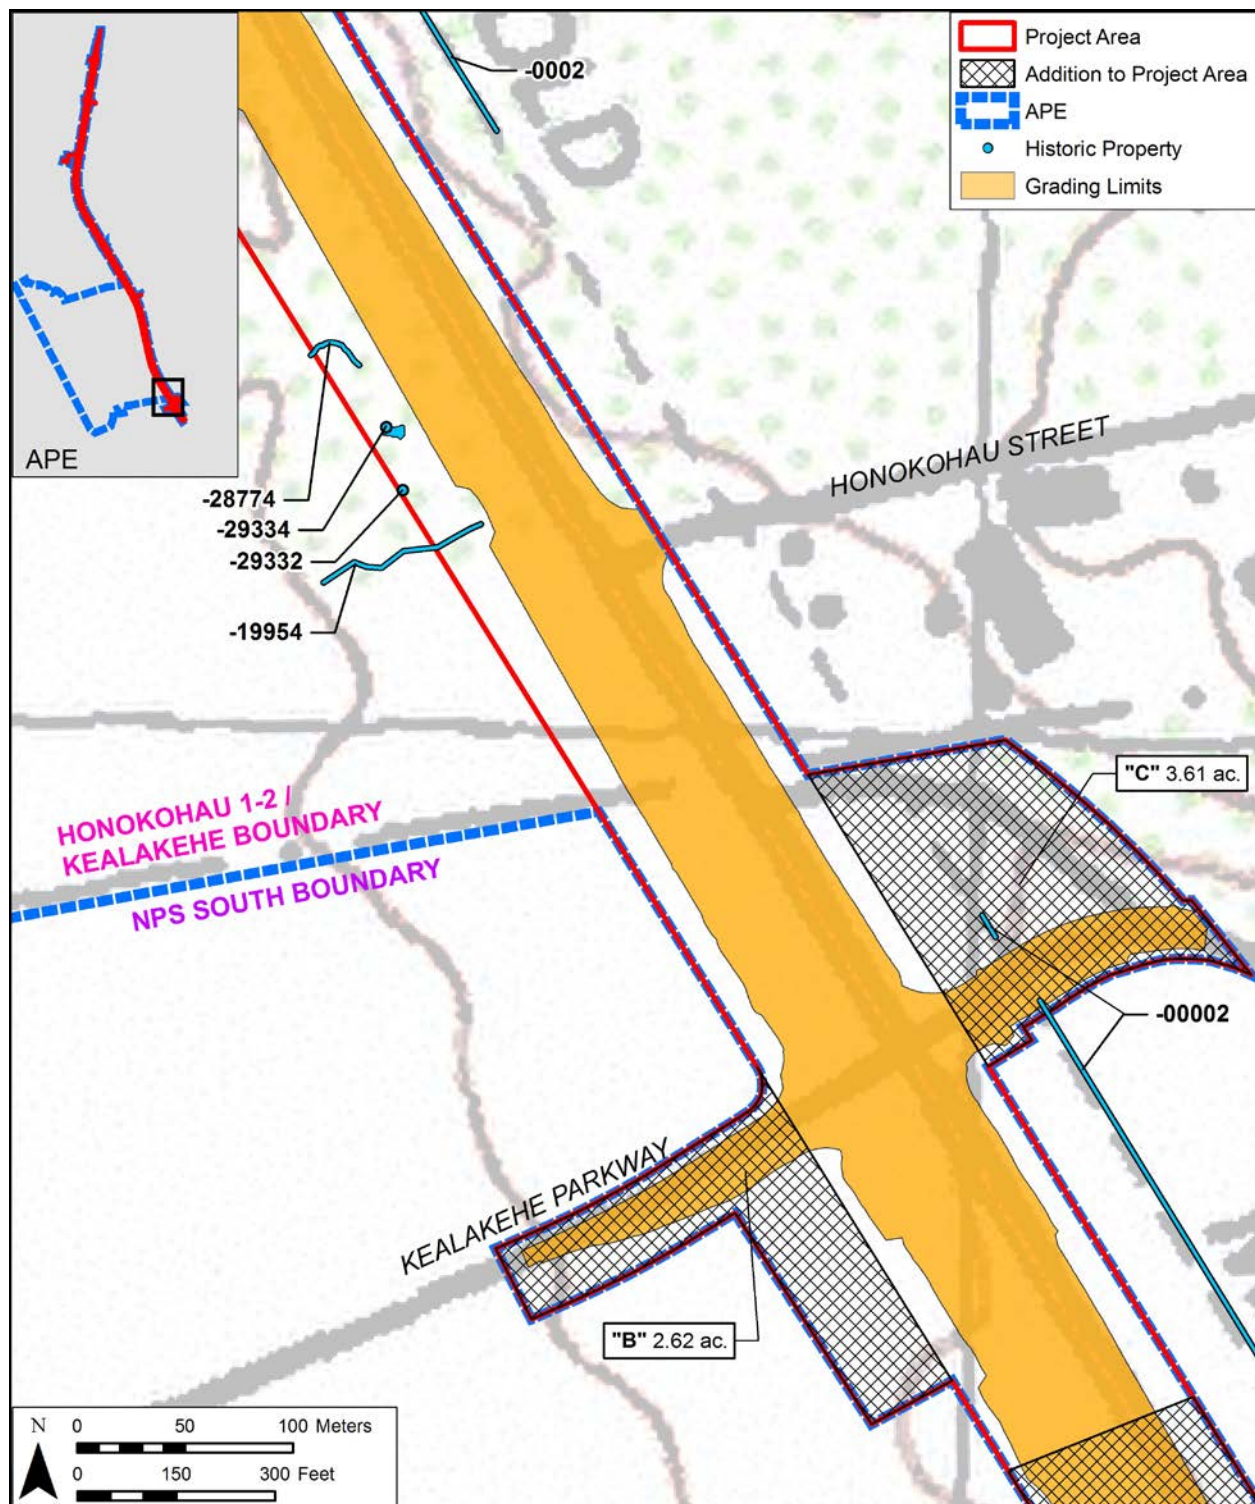 Project Area
Addition to Project Area
APE
Historic Property
Grading Limits
-0002
OLD
APE
HONOKOHAU STREET
-28774
-29334
-29332
-19954
"C" 3.61 ac.
HONOKOHAU 1-2 /
KEALAKEHE BOUNDARY
NPS SOUTH BOUNDARY
-00002
KEALAKEHE PARKWAY
"B" 2.62 ac.
N
0 50 100 Meters
0 150 300 Feet